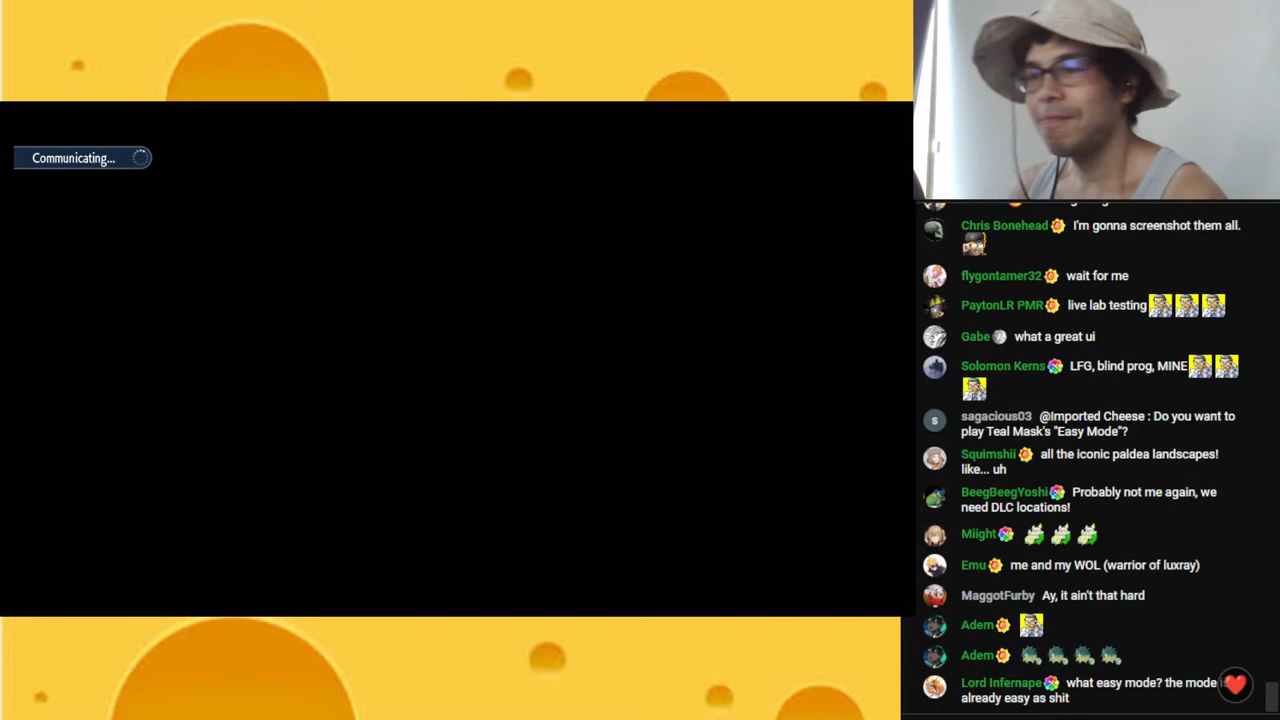 Communicating...
Chris Bonehead I'm gonna screenshot them all.
flygontamer32 wait for me
PaytonLR PMR live lab testing
Gabe what a great ui
Solomon Kerns LFG, blind prog, MINE
sagacious03 @Imported Cheese : Do you want to
play Teal Mask's "Easy Mode"?
Squimshii all the iconic paldea landscapes!
like... uh
BeegBeegYoshi Probably not me again, we
need DLC locations!
Miight
Emu me and my WOL (warrior of luxray)
MaggotFurby Ay, it ain't that hard
Adem
Adem
Lord Infernape what easy mode? the mode
already easy as shit